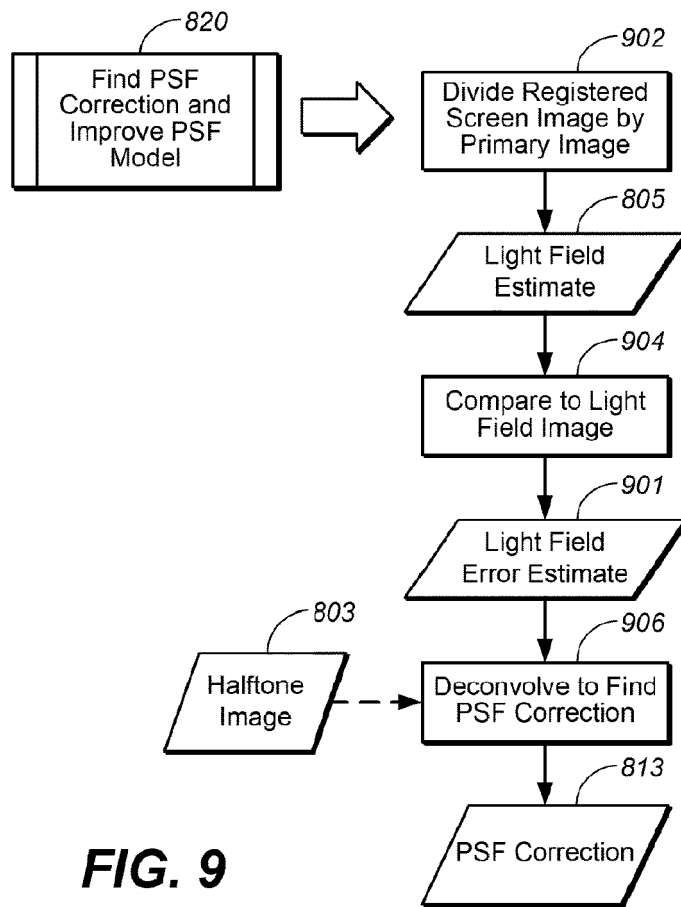 820
Find PSF
Correction and
Improve PSF
Model
902
Divide Registered
Screen Image by
Primary Image
805
Light Field
Estimate
904
Compare to Light
Field Image
901
Light Field
Error Estimate
803
Halftone
Image
906
Deconvolve to Find
PSF Correction
813
PSF Correction
FIG. 9